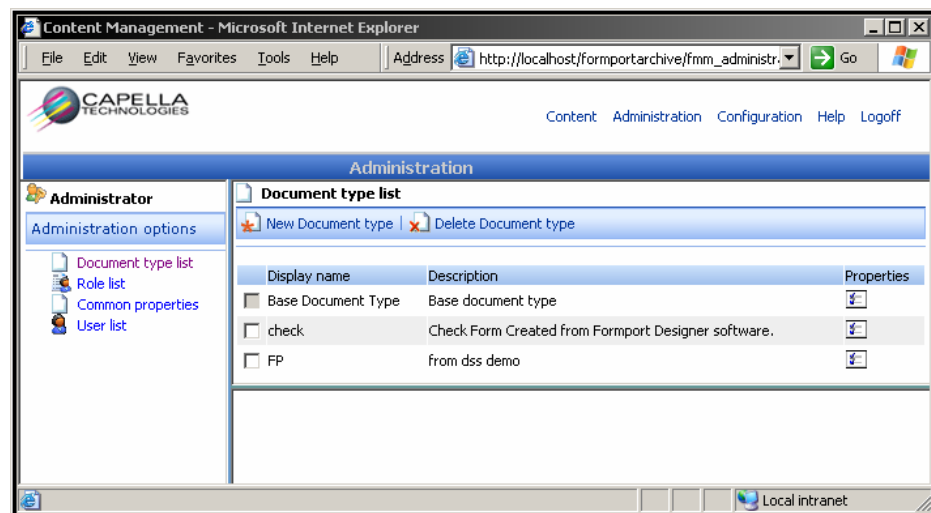 Content Management - Microsoft Internet Explorer
File Edit View Favorites Tools Help Address http://localhost/formportarchive/fmm_administr Go
CAPELLA
TECHNOLOGIES
Content Administration Configuration Help Logoff
Administration
Administrator
Administration options
Document type list
Role list
Common properties
User list
Document type list
New Document type | Delete Document type
Display name Description Properties
Base Document Type Base document type
check Check Form Created from Formport Designer software.
FP from dss demo
Local intranet